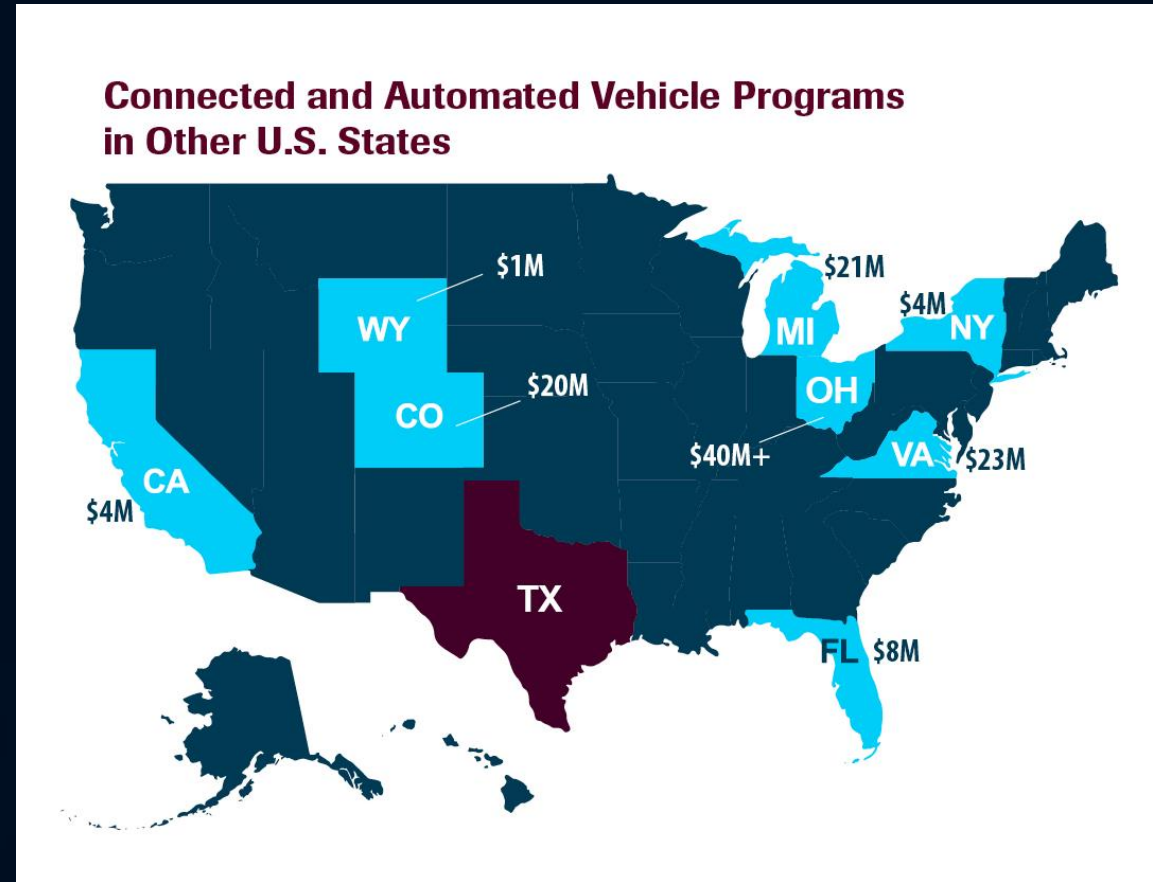 Connected and Automated Vehicle Programs
in Other U.S. States
$1M
$21M
$4M
WY
MI
NY
$20M
OH
CO
$40M+
VA
$23M
CA
$4M
TX
FL
$8M